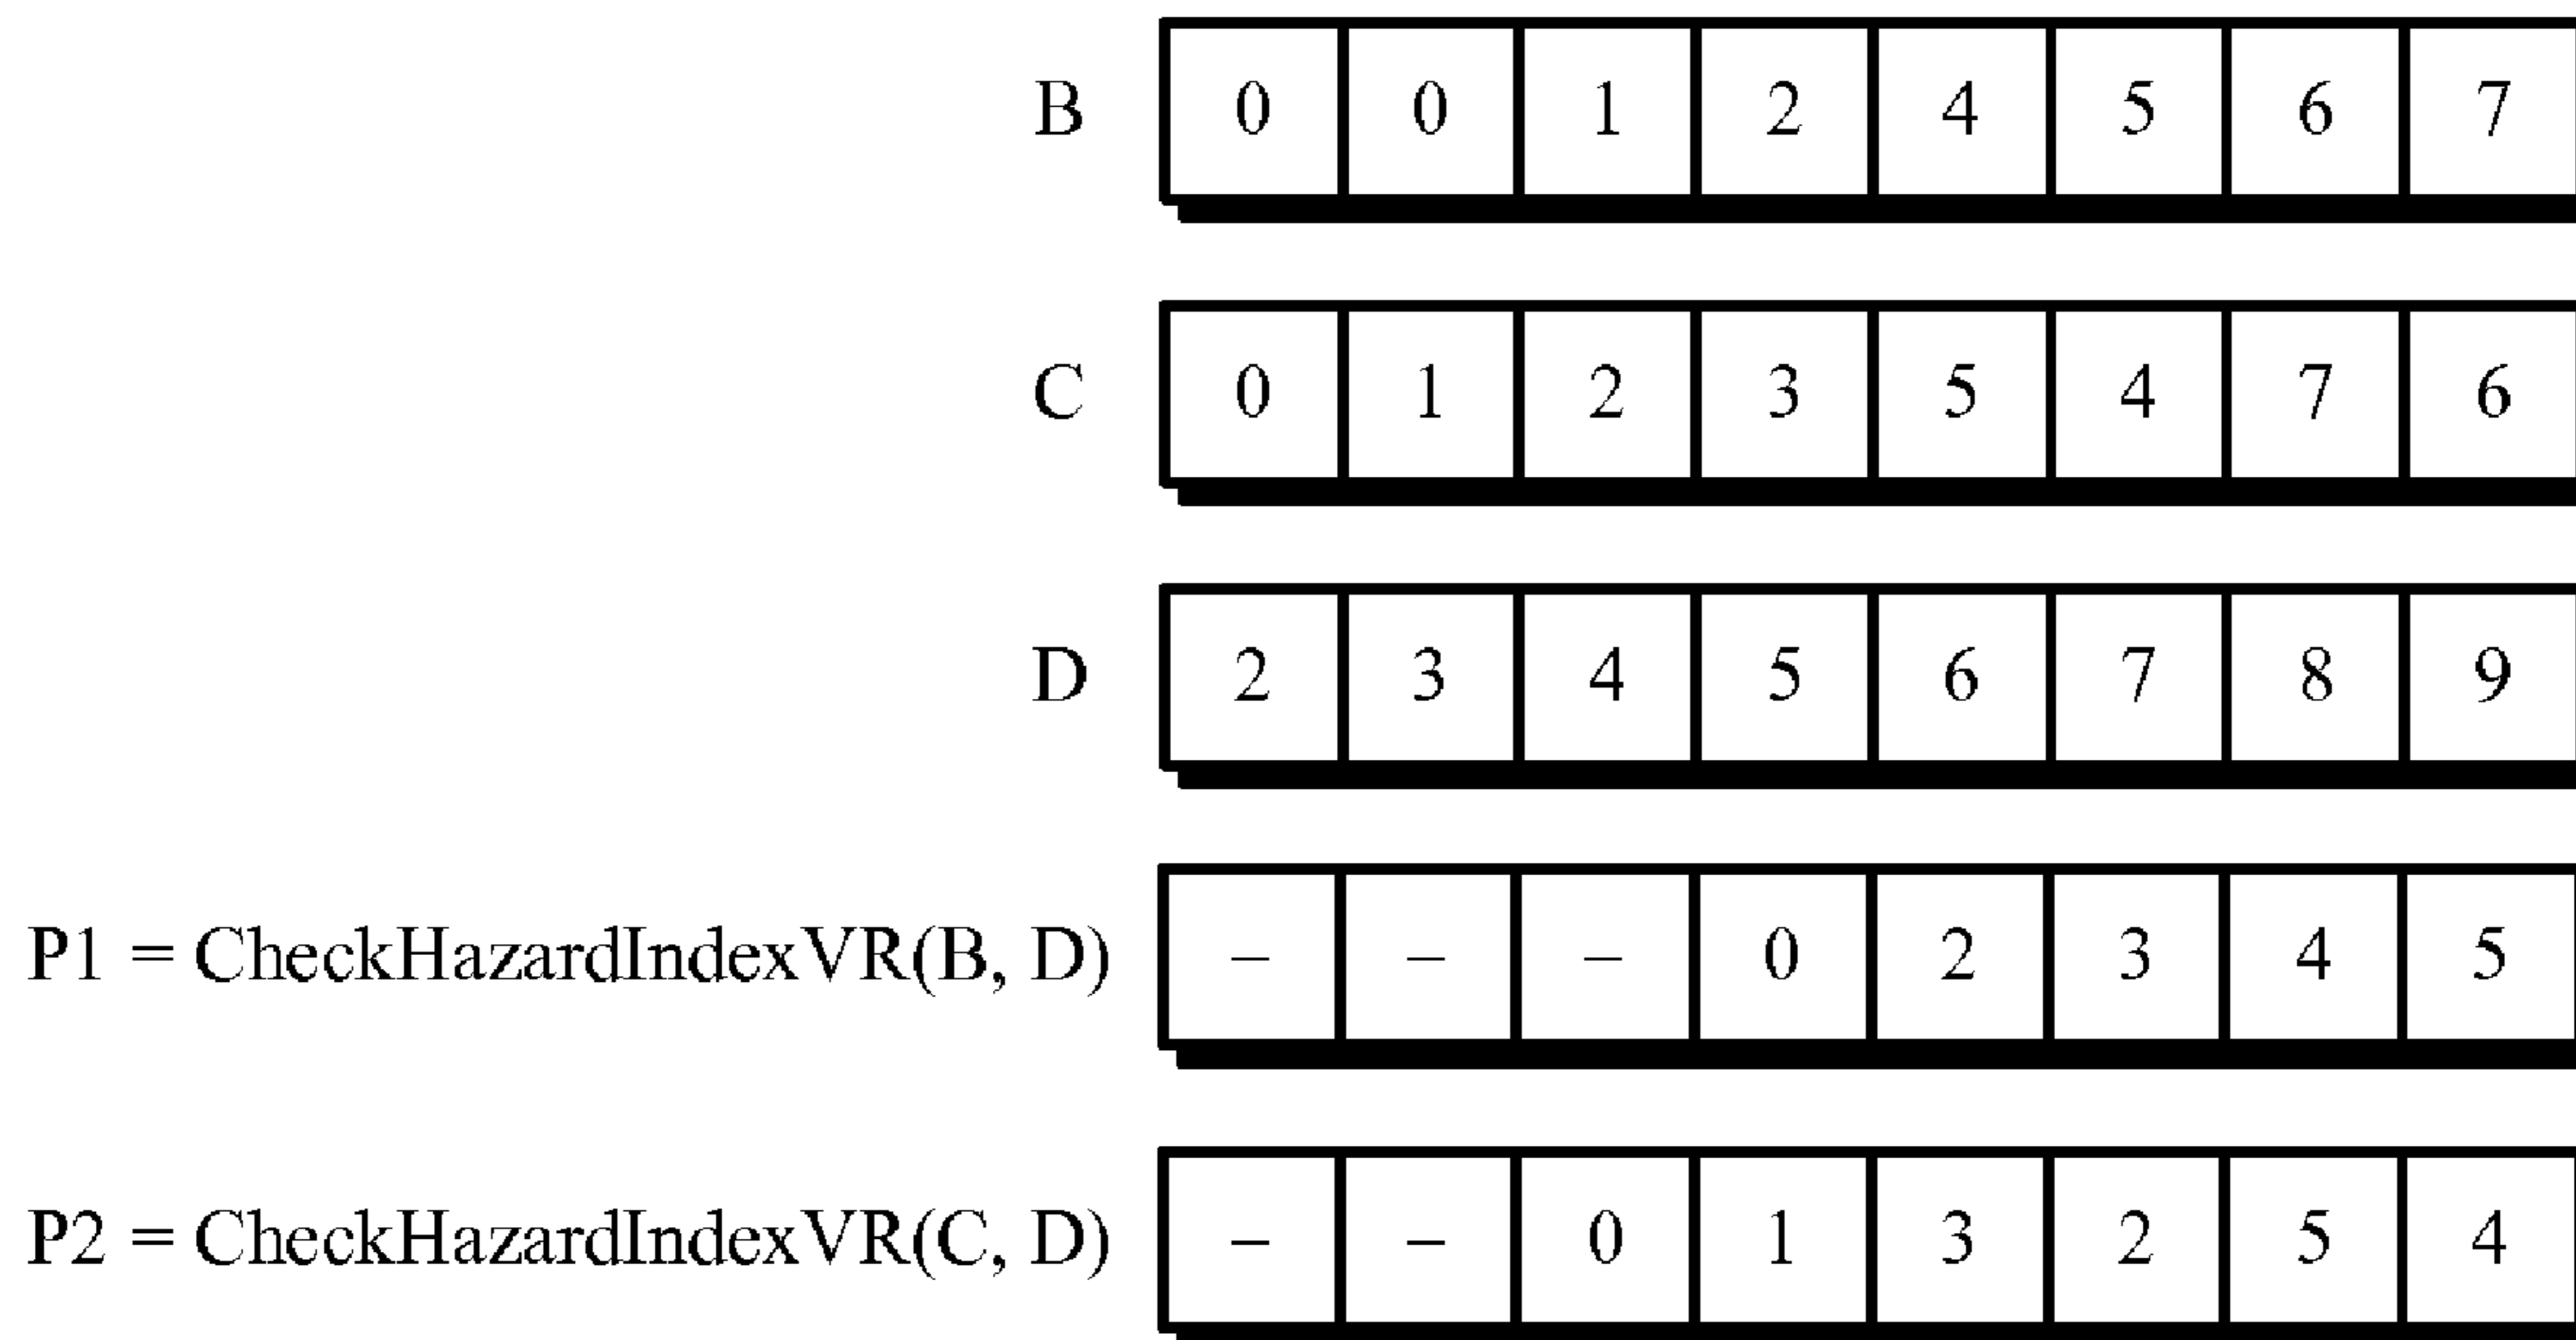 B 0 0 1 2 4 5 6 7
C 0 1 2 3 5 4 7 6
D 2 3 4 5 6 7 8 9
P1 = CheckHazardIndexVR(B, D) – – – 0 2 3 4 5
P2 = CheckHazardIndexVR(C, D) – – 0 1 3 2 5 4